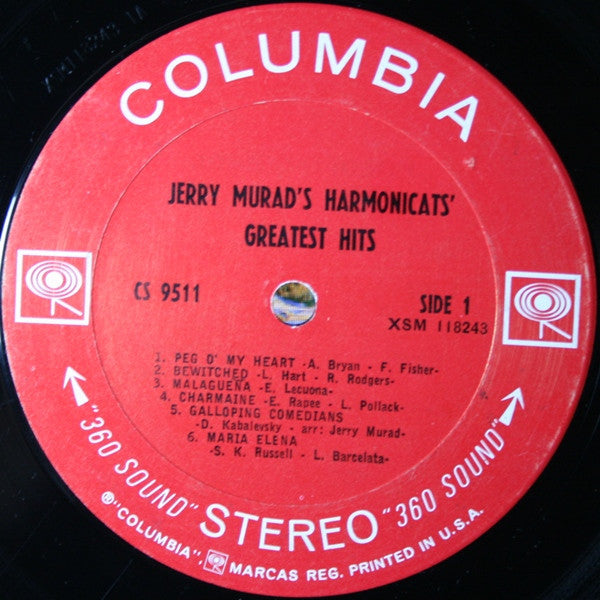 COLUMBIA
JERRY MURAD'S HARMONICATS'
GREATEST HITS
CS 9511
SIDE 1
XSM 118243
1. PEG O' MY HEART -A. Bryan - F. Fisher-
2. BEWITCHED -L. Hart - R. Rodgers-
3. MALAGUEÑA -E. Lecuona-
4. CHARMAINE -E. Rapee - L. Pollack-
5. GALLOPING COMEDIANS
-D. Kabalevsky - arr: Jerry Murad-
6. MARIA ELENA
-S. K. Russell - L. Barcelata-
"360 SOUND" STEREO "360 SOUND"
® "COLUMBIA", MARCAS REG. PRINTED IN U.S.A.